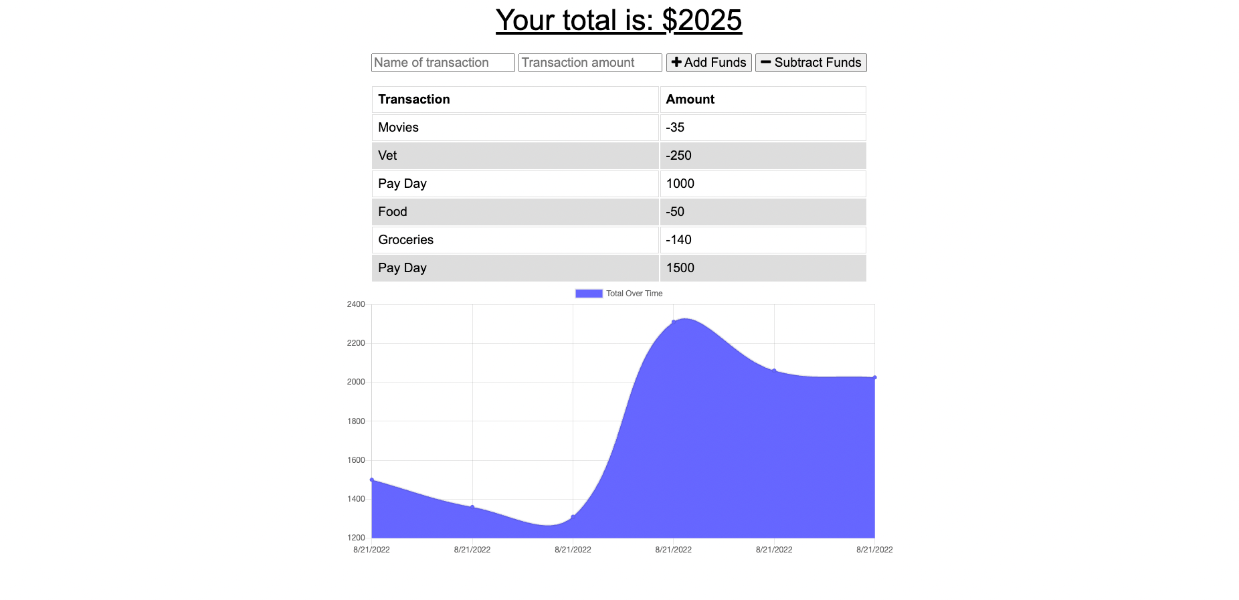 Your total is: $2025
Name of transaction Transaction amount + Add Funds − Subtract Funds
Transaction Amount
Movies -35
Vet -250
Pay Day 1000
Food -50
Groceries -140
Pay Day 1500
Total Over Time
2400
2200
2000
1800
1600
1400
1200
8/21/2022 8/21/2022 8/21/2022 8/21/2022 8/21/2022 8/21/2022